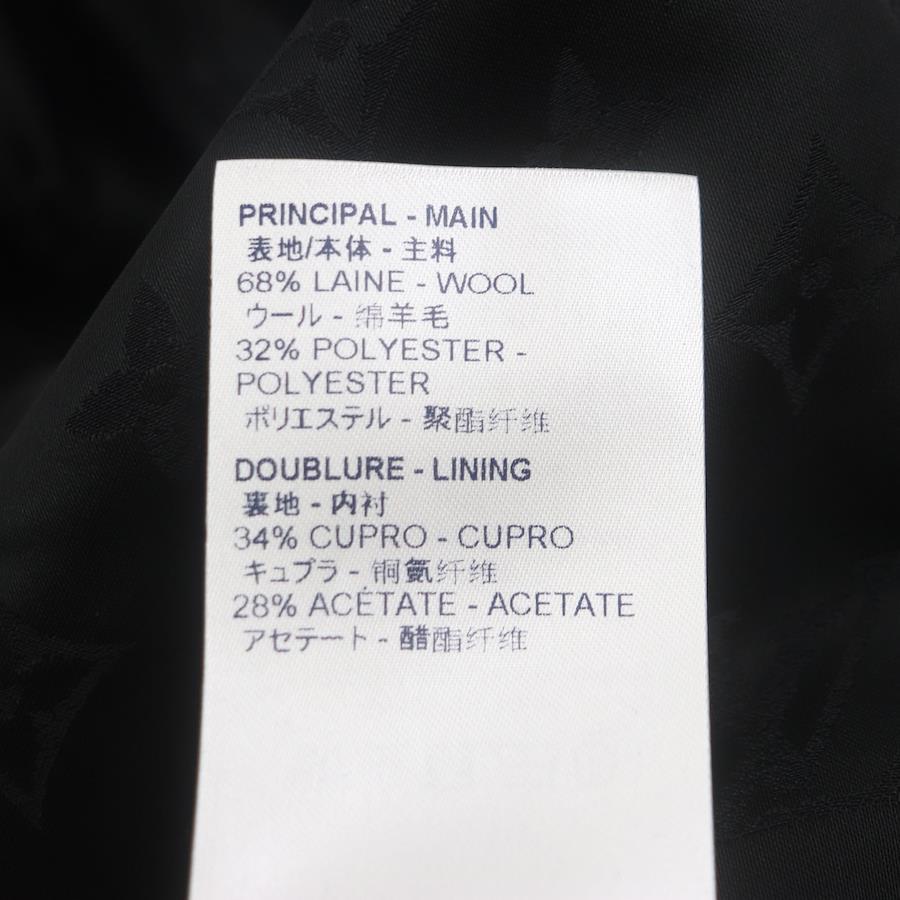 PRINCIPAL - MAIN
表地/本体 - 主料
68% LAINE - WOOL
ウール - 绵羊毛
32% POLYESTER -
POLYESTER
ポリエステル - 聚酯纤维
DOUBLURE - LINING
裏地 - 内衬
34% CUPRO - CUPRO
キュプラ - 铜氨纤维
28% ACÉTATE - ACETATE
アセテート - 醋酯纤维